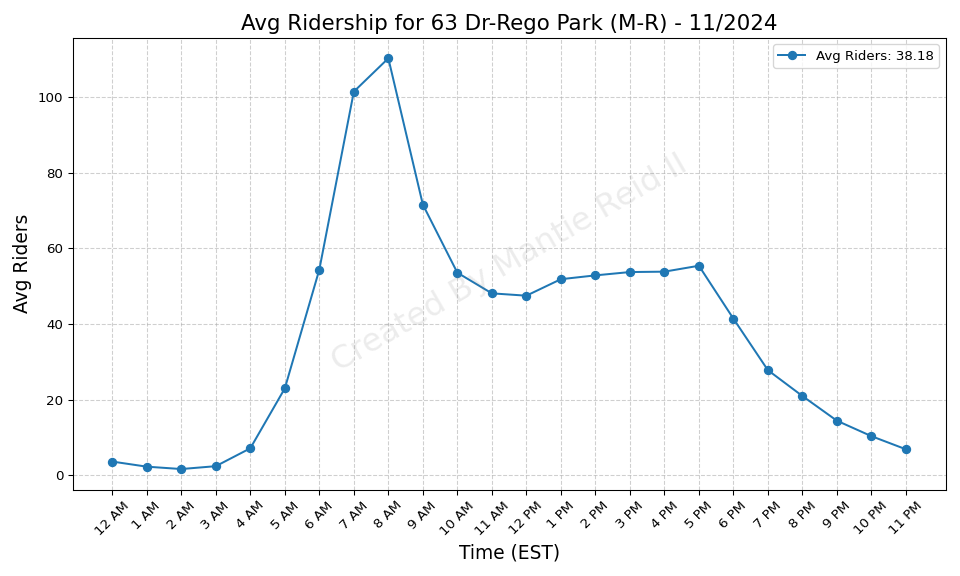 Avg Ridership for 63 Dr-Rego Park (M-R) - 11/2024
Avg Riders: 38.18
Avg Riders
100
80
60
40
20
0
Created By Mantie Reid II
12 AM
1 AM
2 AM
3 AM
4 AM
5 AM
6 AM
7 AM
8 AM
9 AM
10 AM
11 AM
12 PM
1 PM
2 PM
3 PM
4 PM
5 PM
6 PM
7 PM
8 PM
9 PM
10 PM
11 PM
Time (EST)